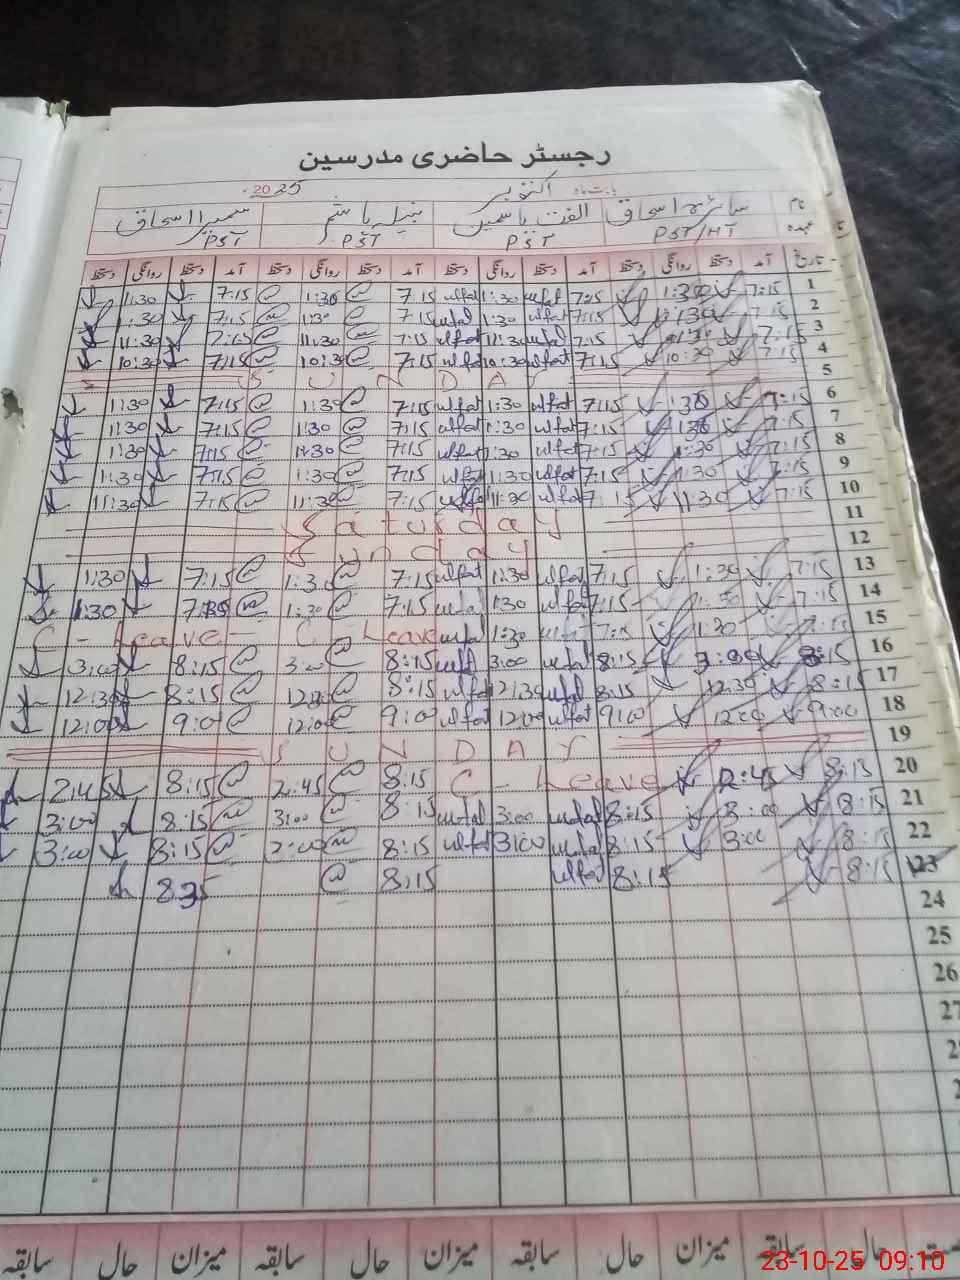 رجسٹر حاضری مدرسین
بابت ماہ اکتوبر 2025
نام سائرہ اسحاق الفت یاسمین نبیلہ ہاشم سمیرا اسحاق
عہدہ PST/HT PST PST PST
تاریخ آمد دستخط روانگی دستخط آمد دستخط روانگی دستخط آمد دستخط روانگی دستخط آمد دستخط روانگی دستخط
1 7:15 1:30 7:15 ulfat 1:30 ulfat 7:15 1:30 7:15 1:30
2 7:15 1:30 7:15 ulfat 1:30 ulfat 7:15 1:30 7:15 1:30
3 7:15 11:30 7:15 ulfat 11:30 ulfat 7:15 11:30 7:15 11:30
4 7:15 10:30 7:15 ulfat 10:30 ulfat 7:15 10:30 7:15 10:30
5 SUNDAY
6 7:15 1:30 7:15 ulfat 1:30 ulfat 7:15 1:30 7:15 1:30
7 7:15 1:30 7:15 ulfat 1:30 ulfat 7:15 1:30 7:15 1:30
8 7:15 1:30 7:15 ulfat 1:30 ulfat 7:15 1:30 7:15 1:30
9 7:15 1:30 7:15 ulfat 1:30 ulfat 7:15 1:30 7:15 1:30
10 7:15 11:30 7:15 ulfat 11:30 ulfat 7:15 11:30 7:15 11:30
11 Saturday
12 Sunday
13 7:15 1:30 7:15 ulfat 1:30 ulfat 7:15 1:30 7:15 1:30
14 7:15 1:30 7:15 ulfat 1:30 ulfat 7:15 1:30 1:30
15 7:15 1:30 7:15 ulfat 1:30 ulfat C-Leave C-Leave
16 8:15 3:00 8:15 ulfat 3:00 ulfat 8:15 3:00 8:15 3:00
17 8:15 12:30 8:15 ulfat 12:30 ulfat 8:15 12:30 8:15 12:30
18 9:00 12:00 9:00 ulfat 12:00 ulfat 9:00 12:00 9:0 12:00
19 SUNDAY
20 8:15 2:45 C-Leave 8:15 2:45 8:15 2:45
21 8:15 3:00 8:15 ulfat 3:00 ulfat 8:15 3:00 8:15 3:00
22 8:15 3:00 8:15 ulfat 3:00 ulfat 8:15 3:00 8:15 3:00
23 8:15 8:15 ulfat 8:15
24
25
26
27
حال سابقہ میزان حال سابقہ میزان حال سابقہ میزان حال سابقہ
23-10-25 09:10